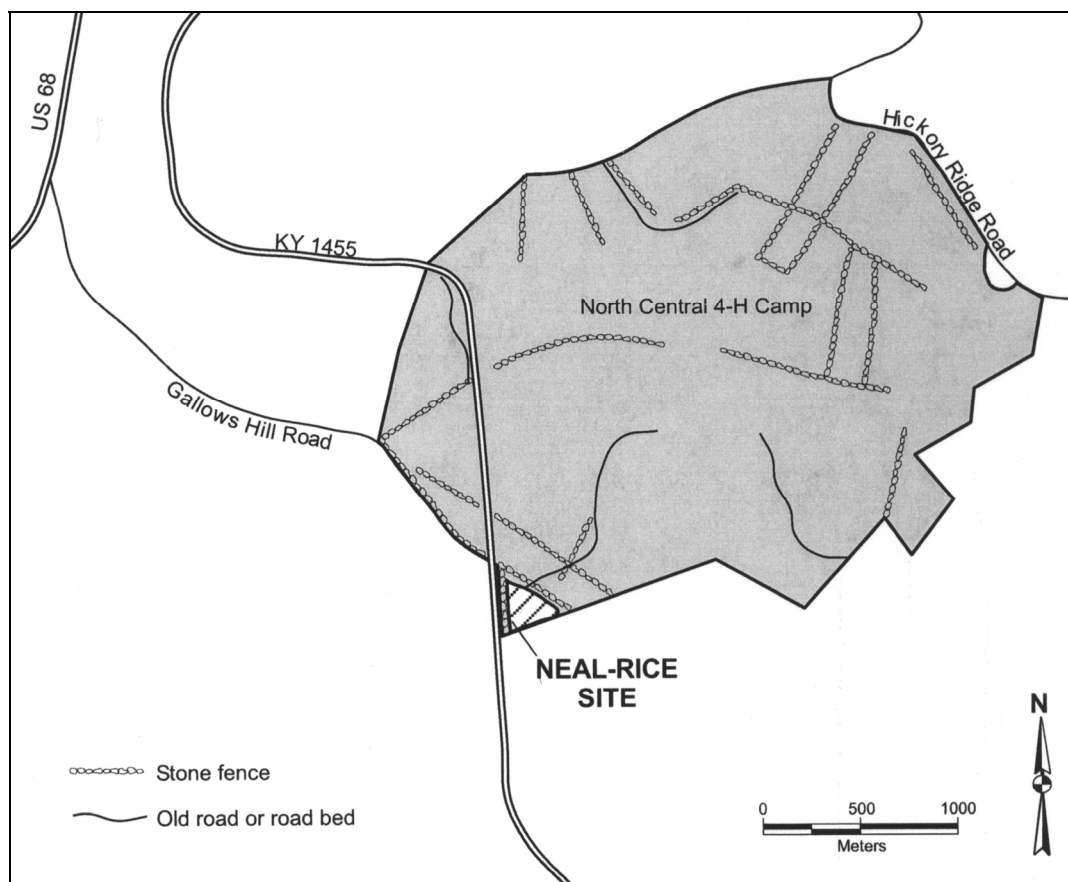 US 68
KY 1455
Hickory Ridge Road
North Central 4-H Camp
Gallows Hill Road
NEAL-RICE
SITE
N
Stone fence
Old road or road bed
0 500 1000
Meters